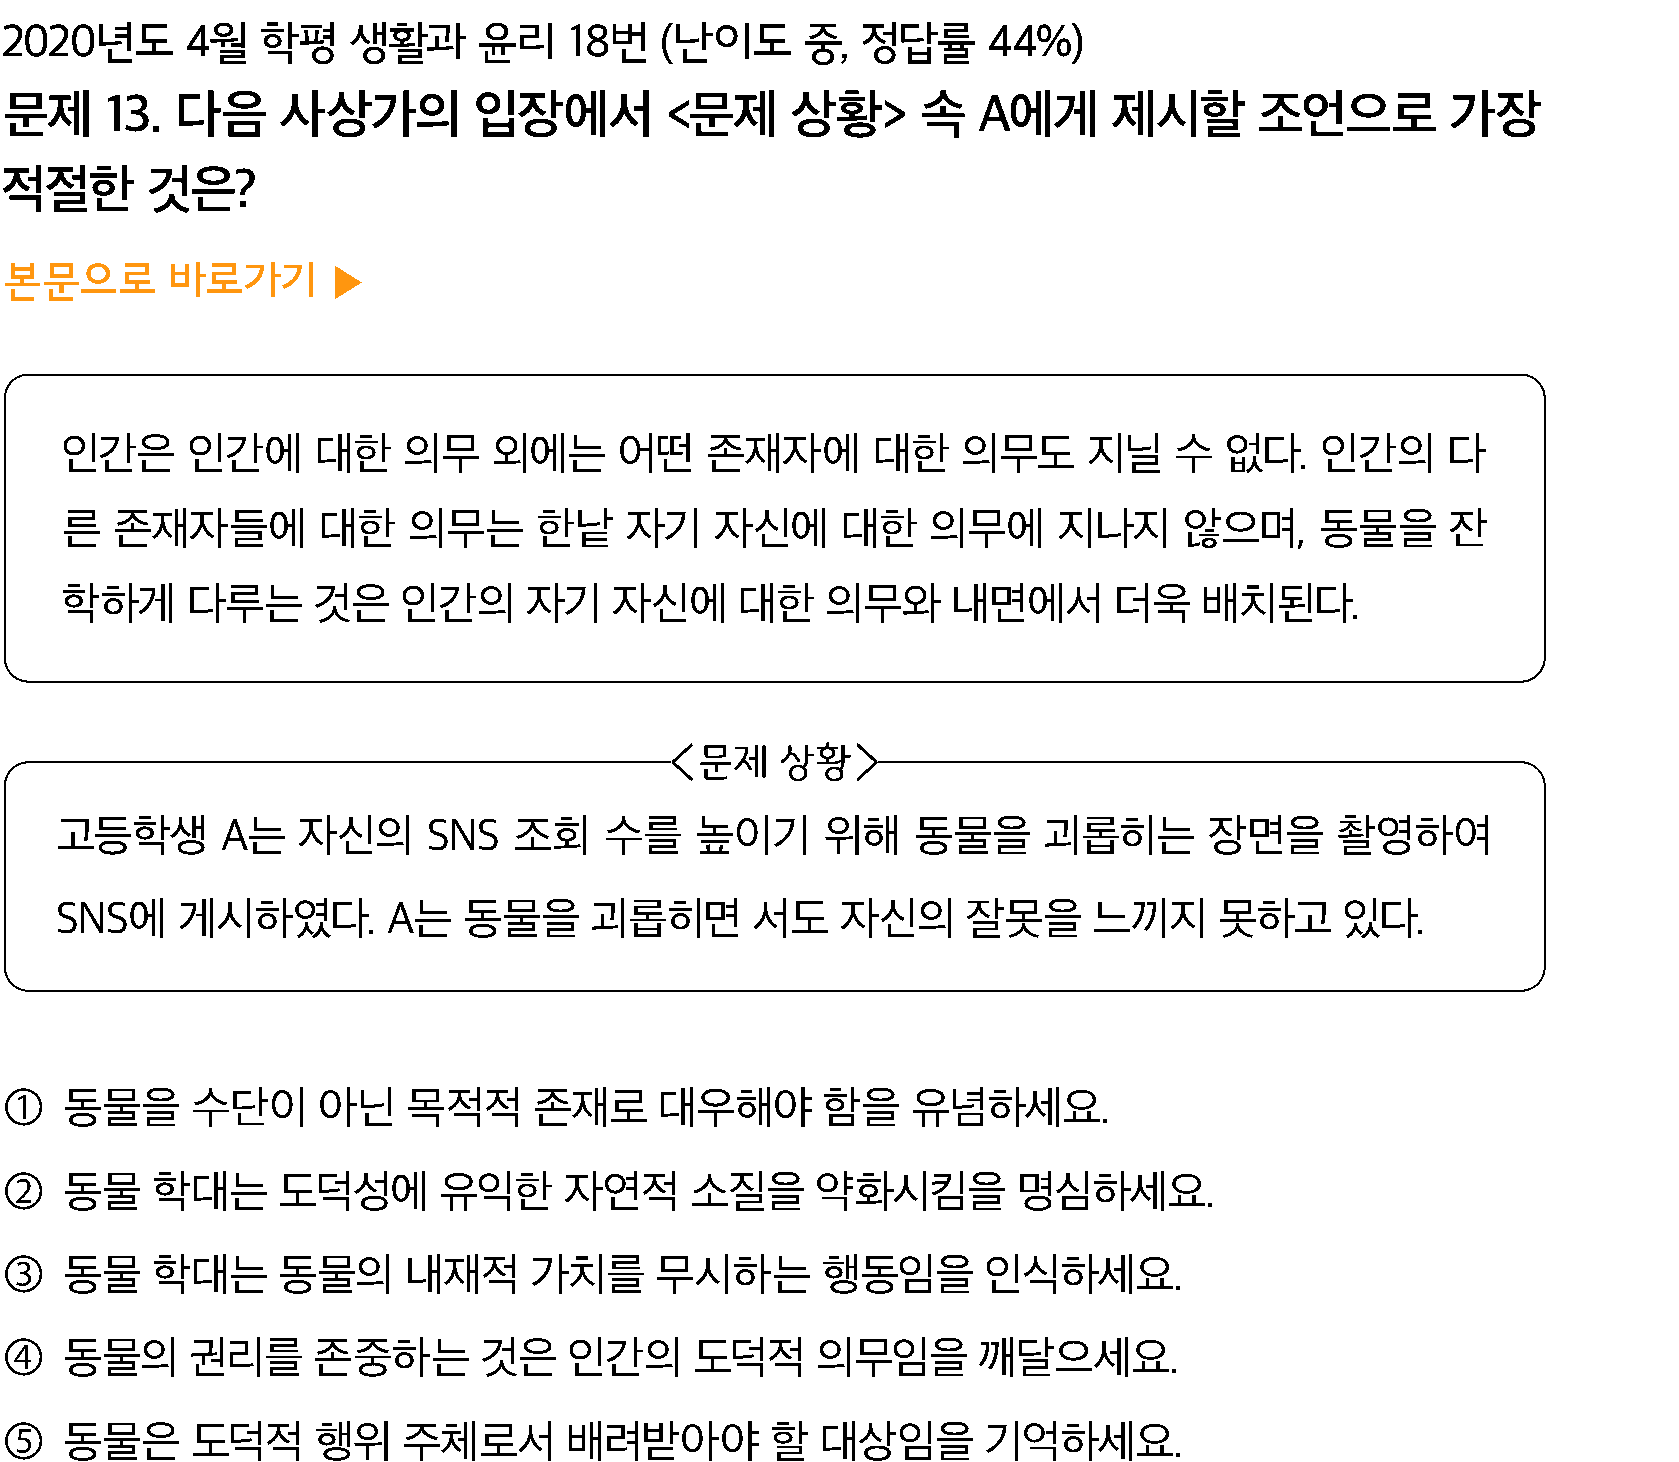 2020년도 4월 학평 생활과 윤리 18번 (난이도 중, 정답률 44%)
문제 13. 다음 사상가의 입장에서 <문제 상황> 속 A에게 제시할 조언으로 가장
적절한 것은?
본문으로 바로가기 ▶
인간은 인간에 대한 의무 외에는 어떤 존재자에 대한 의무도 지닐 수 없다. 인간의 다
른 존재자들에 대한 의무는 한낱 자기 자신에 대한 의무에 지나지 않으며, 동물을 잔
학하게 다루는 것은 인간의 자기 자신에 대한 의무와 내면에서 더욱 배치된다.
<문제 상황>
고등학생 A는 자신의 SNS 조회 수를 높이기 위해 동물을 괴롭히는 장면을 촬영하여
SNS에 게시하였다. A는 동물을 괴롭히면 서도 자신의 잘못을 느끼지 못하고 있다.
① 동물을 수단이 아닌 목적적 존재로 대우해야 함을 유념하세요.
② 동물 학대는 도덕성에 유익한 자연적 소질을 약화시킴을 명심하세요.
③ 동물 학대는 동물의 내재적 가치를 무시하는 행동임을 인식하세요.
④ 동물의 권리를 존중하는 것은 인간의 도덕적 의무임을 깨달으세요.
⑤ 동물은 도덕적 행위 주체로서 배려받아야 할 대상임을 기억하세요.